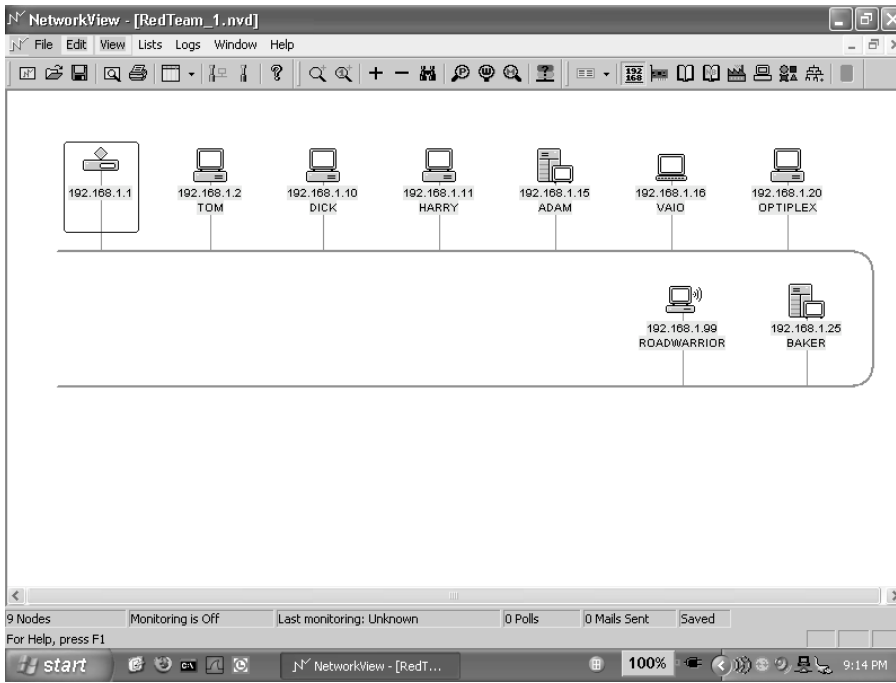 NetworkView - [RedTeam_1.nvd]
File Edit View Lists Logs Window Help
192
168
192.168.1.1
192.168.1.2
TOM
192.168.1.10
DICK
192.168.1.11
HARRY
192.168.1.15
ADAM
192.168.1.16
VAIO
192.168.1.20
OPTIPLEX
192.168.1.99
ROADWARRIOR
192.168.1.25
BAKER
9 Nodes Monitoring is Off Last monitoring: Unknown 0 Polls 0 Mails Sent Saved
For Help, press F1
start NetworkView - [RedT... 100% 9:14 PM